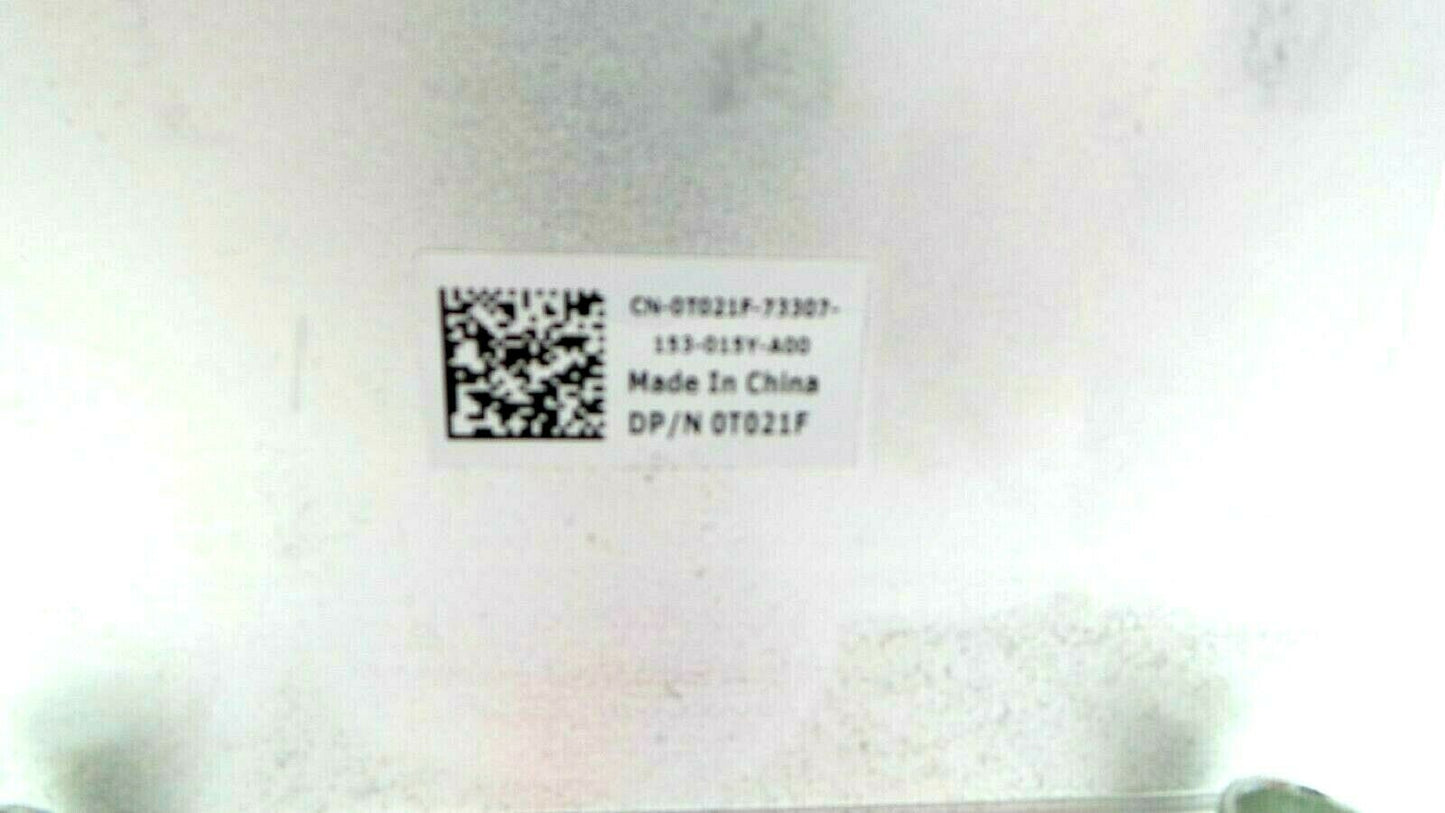 CN-0T021F-73307-
153-015Y-A00
Made In China
DP/N 0T021F